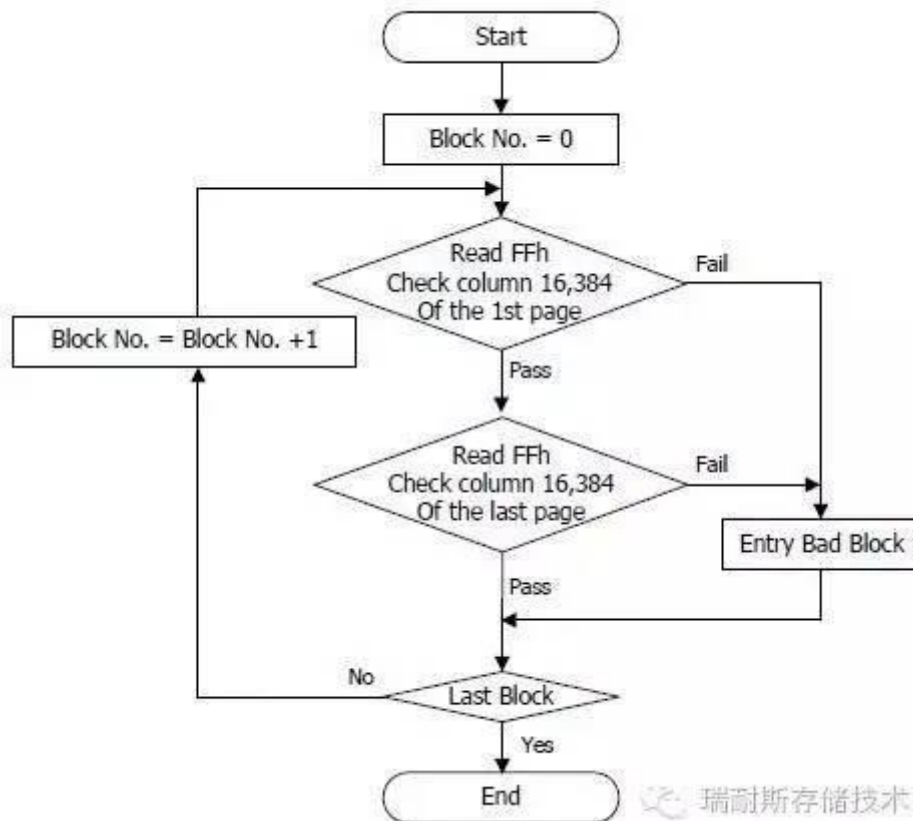 Start
Block No. = 0
Read FFh
Check column 16,384
Of the 1st page
Fail
Block No. = Block No. +1
Pass
Read FFh
Check column 16,384
Of the last page
Fail
Entry Bad Block
Pass
No
Last Block
Yes
End
瑞耐斯存储技术